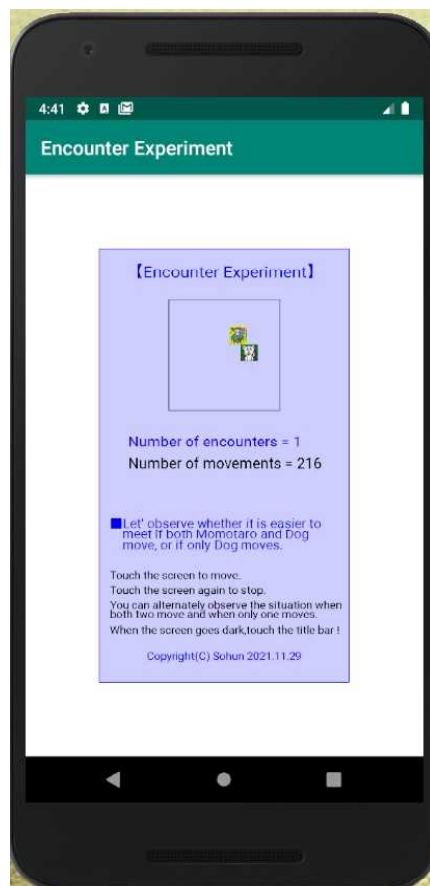 4:41
Encounter Experiment
【Encounter Experiment】
Number of encounters = 1
Number of movements = 216
■Let' observe whether it is easier to
meet if both Momotaro and Dog
move, or if only Dog moves.
Touch the screen to move.
Touch the screen again to stop.
You can alternately observe the situation when
both two move and when only one moves.
When the screen goes dark,touch the title bar !
Copyright(C) Sohun 2021.11.29